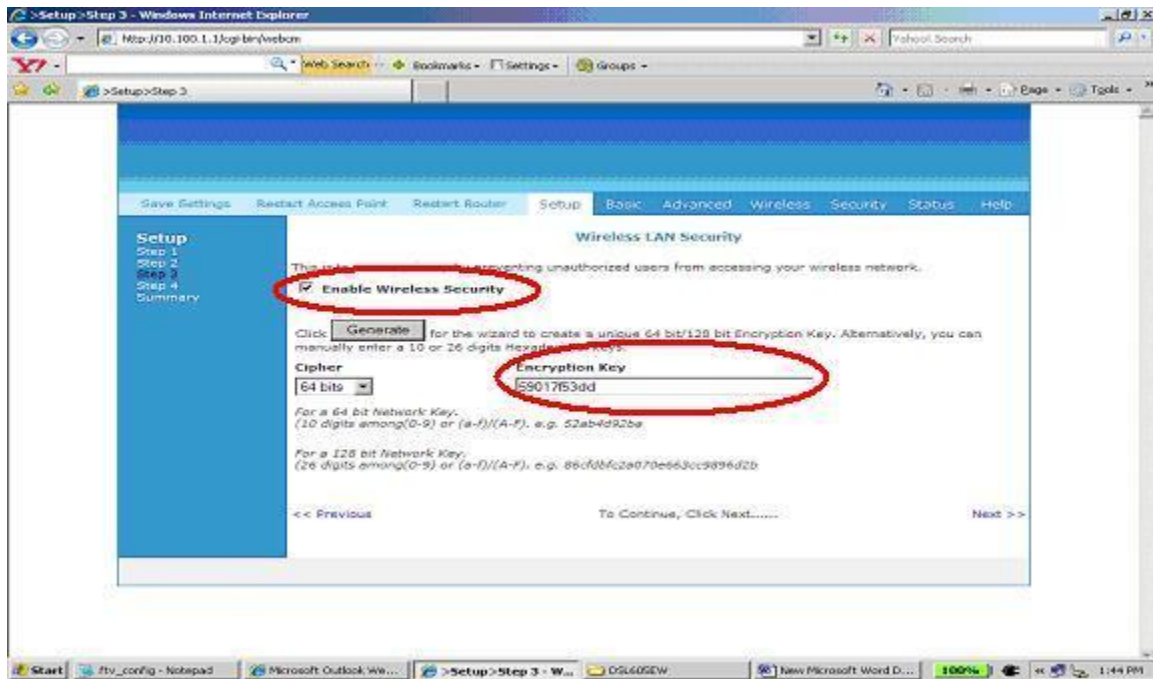 >Setup>Step 3 - Windows Internet Explorer
http://10.100.1.1/cgi-bin/webcm
Yahoo! Search
Y! - Web Search Bookmarks Settings Groups
>Setup>Step 3
Page Tools
Save Settings Restart Access Point Restart Router Setup Basic Advanced Wireless Security Status Help
Setup
Step 1
Step 2
Step 3
Step 4
Summary
Wireless LAN Security
This is to preventing unauthorized users from accessing your wireless network.
Enable Wireless Security
Click Generate for the wizard to create a unique 64 bit/128 bit Encryption Key. Alternatively, you can
manually enter a 10 or 26 digits keys.
Cipher
Encryption Key
64 bits
59017f53dd
For a 64 bit Network Key.
(10 digits among(0-9) or (a-f)/(A-F). e.g. 52ab4d92ba
For a 128 bit Network Key.
(26 digits among(0-9) or (a-f)/(A-F). e.g. 86cfdbfc2a070e663cc9896d2b
<< Previous To Continue, Click Next...... Next >>
Start ftv_config - Notepad Microsoft Outlook We... >Setup>Step 3 - W... DSL605EW New Microsoft Word D... 100% 1:44 PM